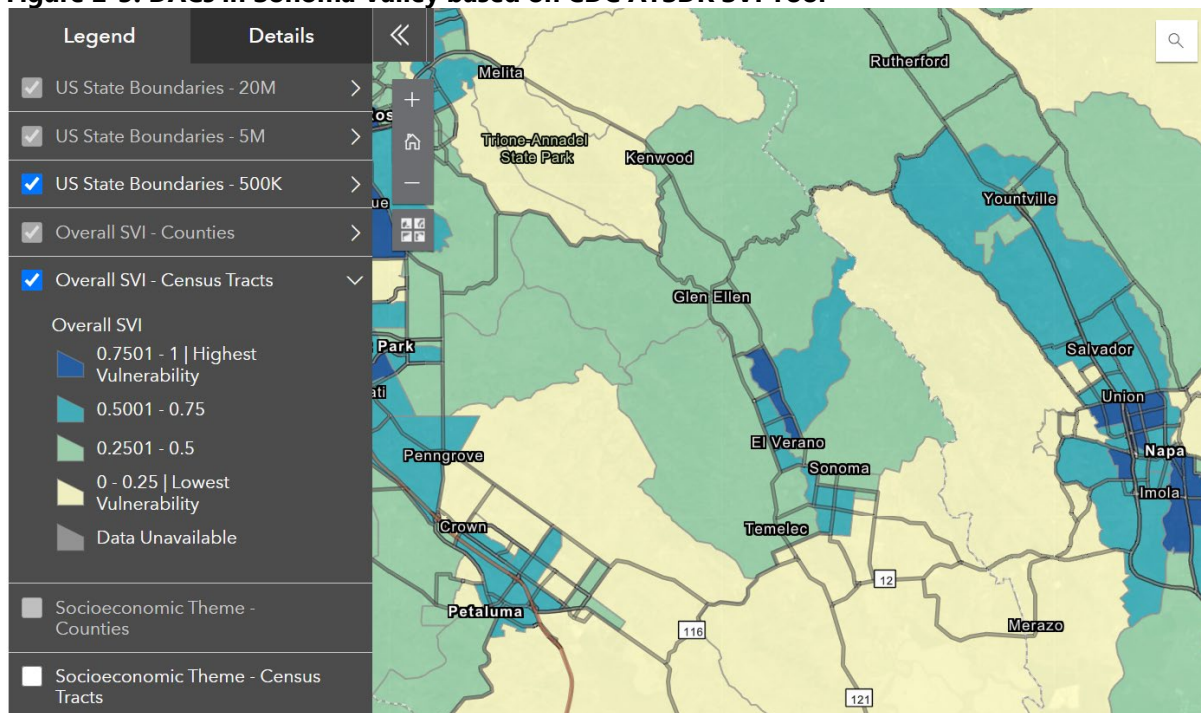 Legend
Details
US State Boundaries - 20M
US State Boundaries - 5M
US State Boundaries - 500K
Overall SVI - Counties
Overall SVI - Census Tracts
Overall SVI
0.7501 - 1 | Highest
Vulnerability
0.5001 - 0.75
0.2501 - 0.5
0 - 0.25 | Lowest
Vulnerability
Data Unavailable
Socioeconomic Theme -
Counties
Socioeconomic Theme - Census
Tracts
Melita
Rutherford
Trione-Annadel
State Park
Kenwood
Yountville
Glen Ellen
Park
Salvador
Union
El Verano
Penngrove
Sonoma
Napa
Imola
Crown
Temelec
12
Petaluma
116
Merazo
121